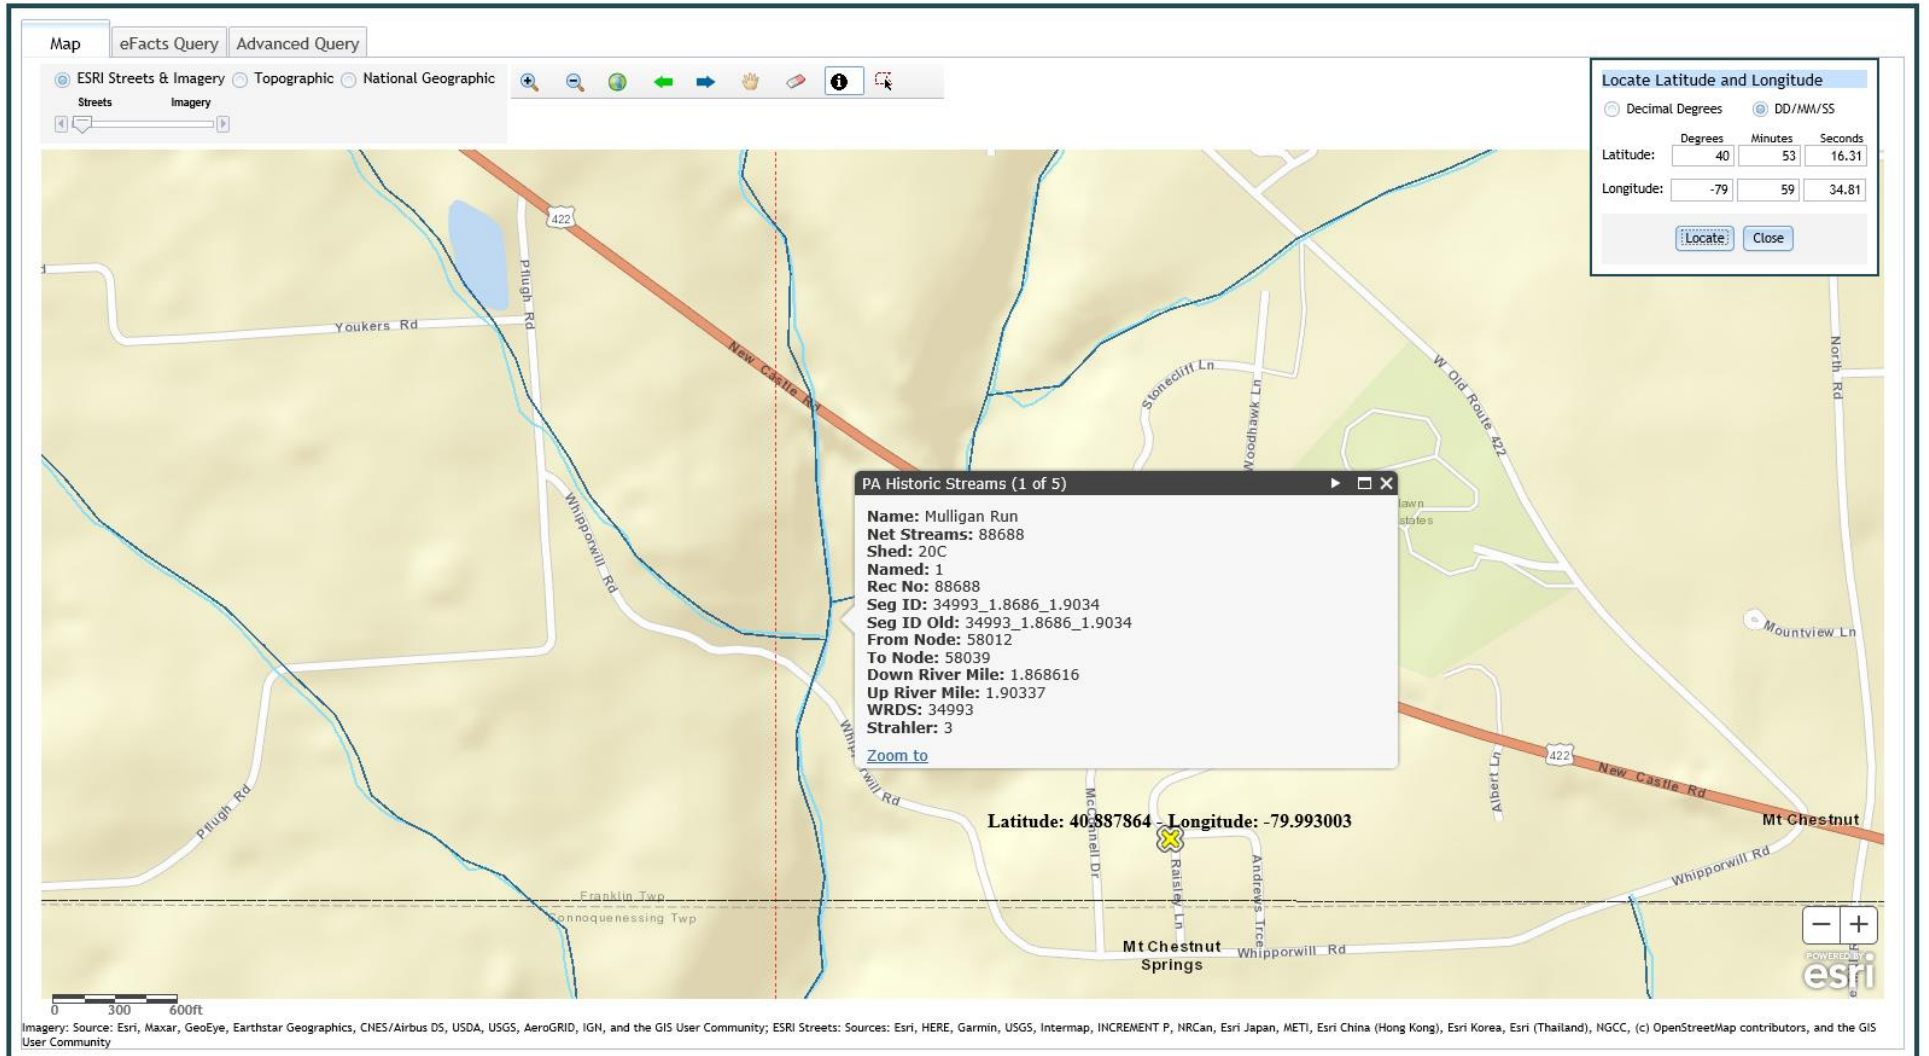 Map eFacts Query Advanced Query
ESRI Streets & Imagery Topographic National Geographic
Streets Imagery
Locate Latitude and Longitude
Decimal Degrees DD/MM/SS
Degrees Minutes Seconds
Latitude: 40 53 16.31
Longitude: -79 59 34.81
Locate Close
422
Pflugh Rd
Youkers Rd
New Castle Rd
Stonecliff Ln
Woodhawk Ln
W Old Route 422
North Rd
Whipporwill Rd
PA Historic Streams (1 of 5)
Name: Mulligan Run
Net Streams: 88688
Shed: 20C
Named: 1
Rec No: 88688
Seg ID: 34993_1.8686_1.9034
Seg ID Old: 34993_1.8686_1.9034
From Node: 58012
To Node: 58039
Down River Mile: 1.868616
Up River Mile: 1.90337
WRDS: 34993
Strahler: 3
Zoom to
Mountview Ln
Whipporwill Rd
Pflugh Rd
McConnell Dr
Albert Ln
422
New Castle Rd
Latitude: 40.887864 - Longitude: -79.993003
Mt Chestnut
Raisley Ln
Andrews Trce
Whipporwill Rd
Franklin Twp
Connoquenessing Twp
Mt Chestnut
Springs
Whipporwill Rd
POWERED BY
esri
0 300 600ft
Imagery: Source: Esri, Maxar, GeoEye, Earthstar Geographics, CNES/Airbus DS, USDA, USGS, AeroGRID, IGN, and the GIS User Community; ESRI Streets: Sources: Esri, HERE, Garmin, USGS, Intermap, INCREMENT P, NRCan, Esri Japan, METI, Esri China (Hong Kong), Esri Korea, Esri (Thailand), NGCC, (c) OpenStreetMap contributors, and the GIS
User Community